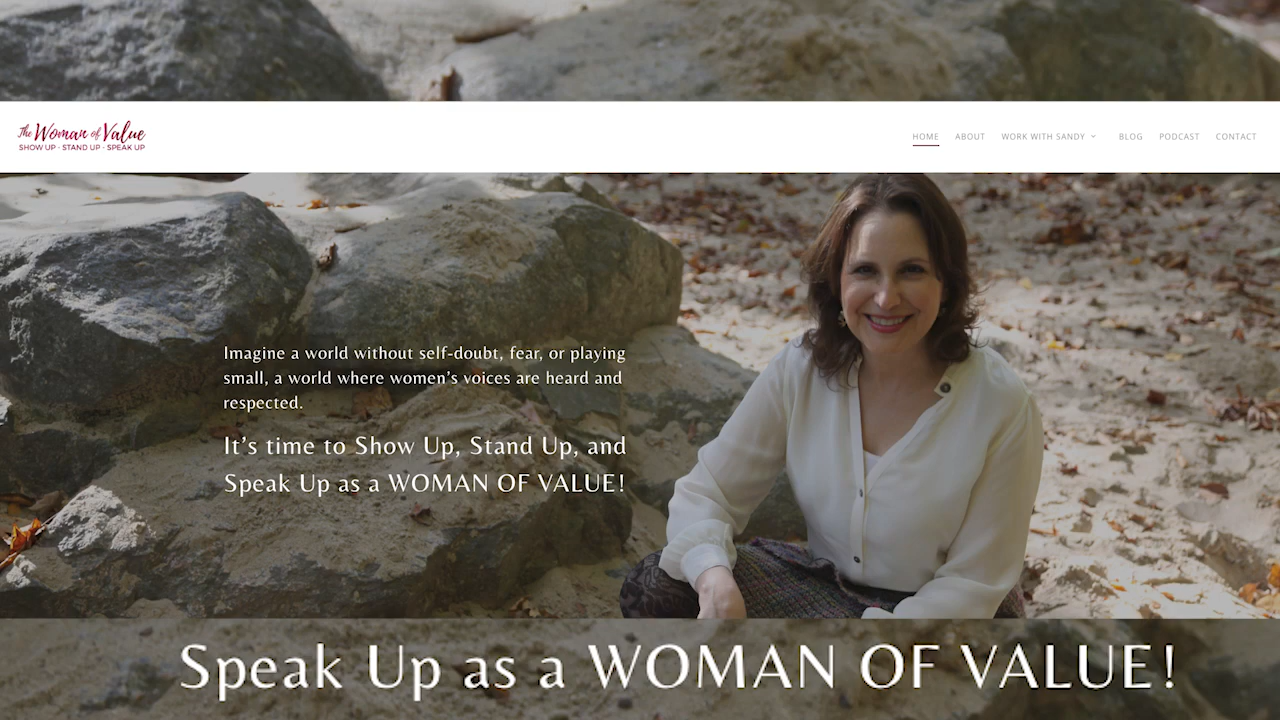 The Woman of Value
SHOW UP · STAND UP · SPEAK UP
HOME ABOUT WORK WITH SANDY BLOG PODCAST CONTACT
Imagine a world without self-doubt, fear, or playing
small, a world where women's voices are heard and
respected.
It's time to Show Up, Stand Up, and
Speak Up as a WOMAN OF VALUE!
Speak Up as a WOMAN OF VALUE!